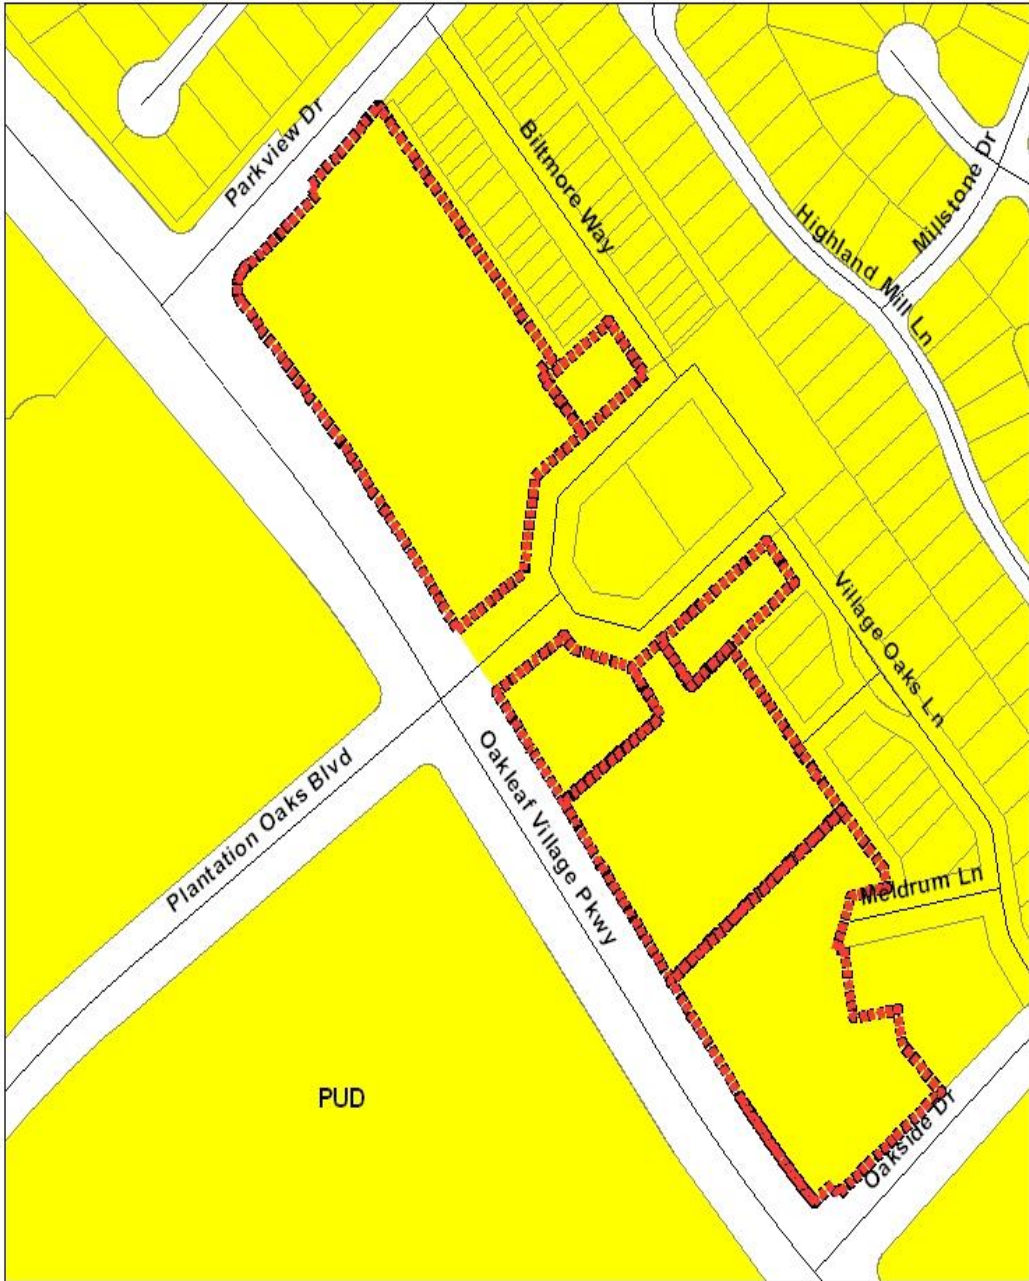 Parkview Dr
Biltmore Way
Highland Mill Ln
Millstone Dr
Village Oaks Ln
Oakleaf Village Pkwy
Plantation Oaks Blvd
Meldrum Ln
PUD
Oakside Dr